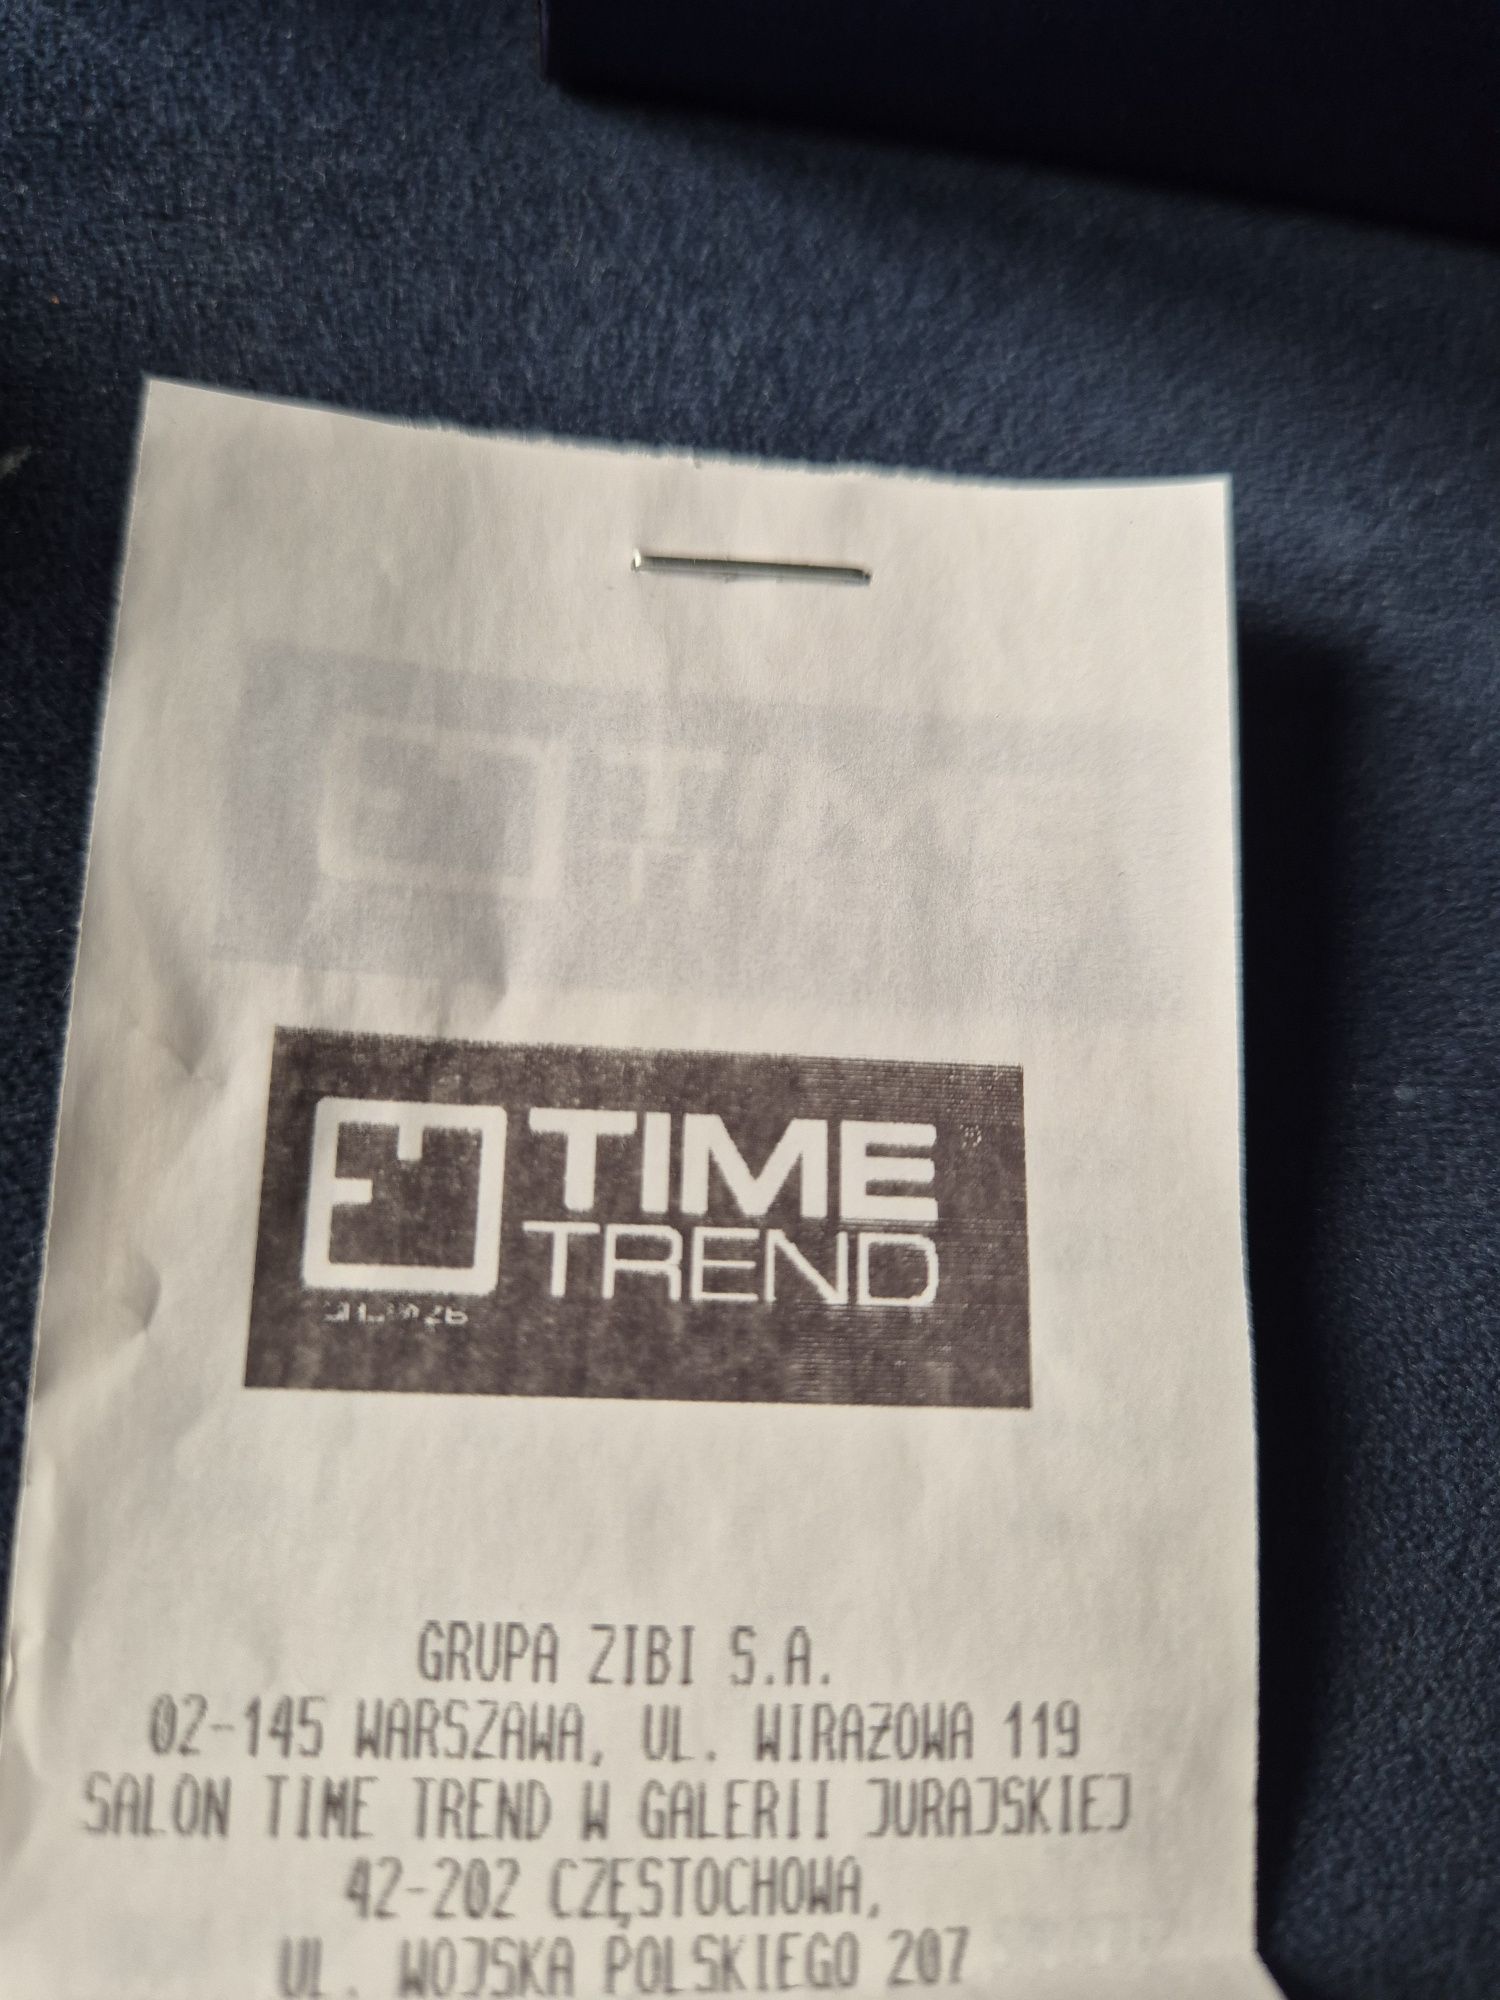 TIME
TREND
GRUPA ZIBI S.A.
02-145 WARSZAWA, UL. WIRAŻOWA 119
SALON TIME TREND W GALERII JURAJSKIEJ
42-202 CZĘSTOCHOWA,
UL. WOJSKA POLSKIEGO 207